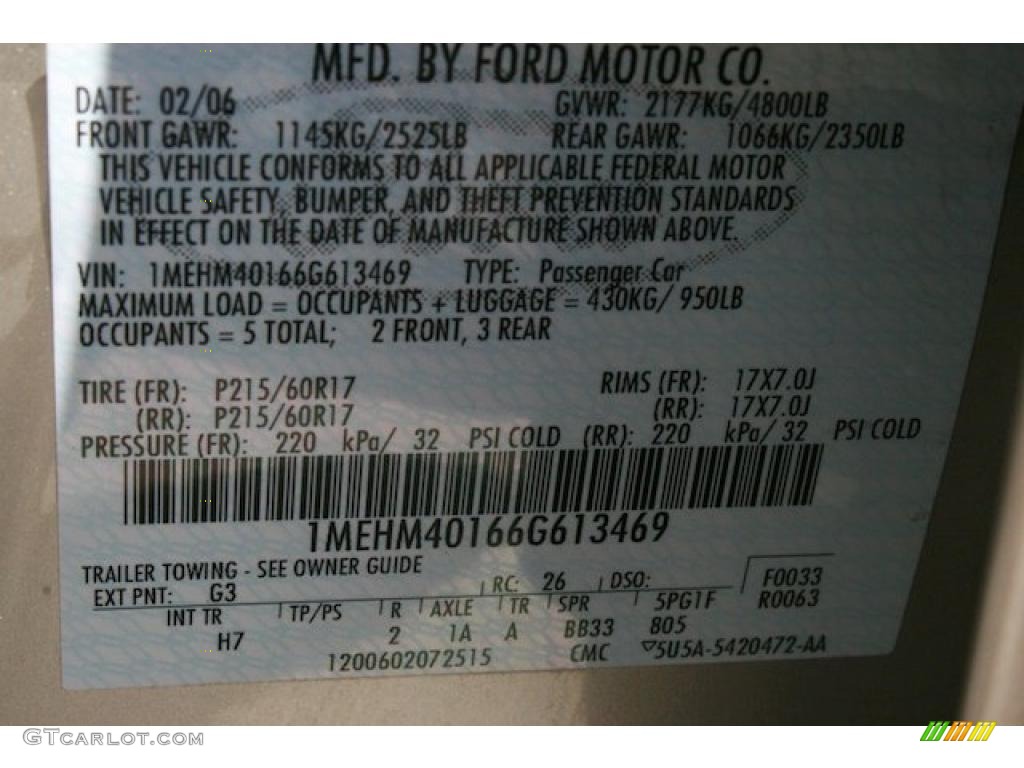 MFD. BY FORD MOTOR CO.
DATE: 02/06 GVWR: 2177KG/4800LB
FRONT GAWR: 1145KG/2525LB REAR GAWR: 1066KG/2350LB
THIS VEHICLE CONFORMS TO ALL APPLICABLE FEDERAL MOTOR
VEHICLE SAFETY, BUMPER, AND THEFT PREVENTION STANDARDS
IN EFFECT ON THE DATE OF MANUFACTURE SHOWN ABOVE.
VIN: 1MEHM40166G613469 TYPE: Passenger Car
MAXIMUM LOAD = OCCUPANTS + LUGGAGE = 430KG/ 950LB
OCCUPANTS = 5 TOTAL; 2 FRONT, 3 REAR
TIRE (FR): P215/60R17 RIMS (FR): 17X7.0J
(RR): P215/60R17 (RR): 17X7.0J
PRESSURE (FR): 220 kPa/ 32 PSI COLD (RR): 220 kPa/ 32 PSI COLD
1MEHM40166G613469
TRAILER TOWING - SEE OWNER GUIDE
EXT PNT: G3 RC: 26 DSO: F0033
INT TR TP/PS R AXLE TR SPR 5PG1F R0063
H7 2 1A A BB33 805
1200602072515 CMC 5U5A-5420472-AA
GTCARLOT.COM